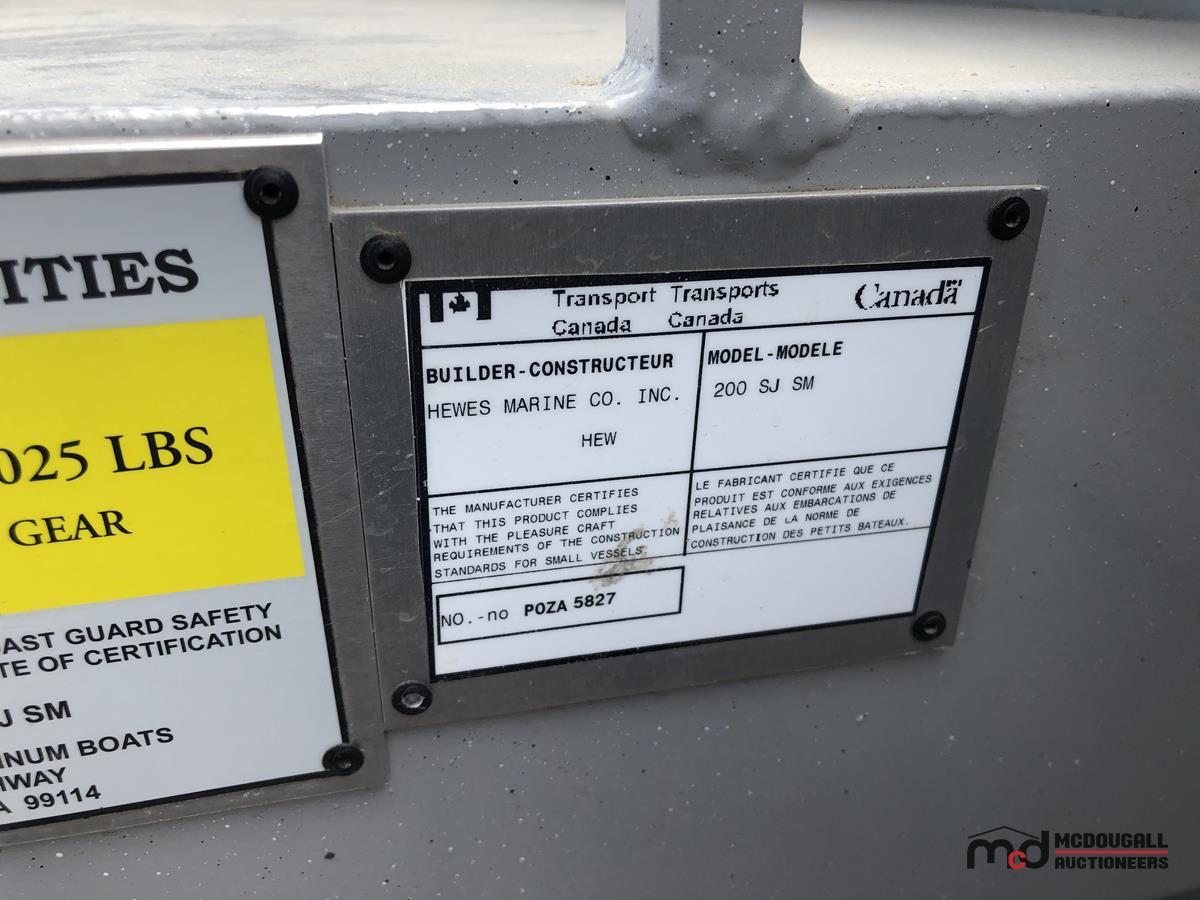 ITIES
025 LBS
GEAR
AST GUARD SAFETY
TE OF CERTIFICATION
J SM
INUM BOATS
HWAY
A 99114
Transport Transports
Canada Canada
Canada
BUILDER-CONSTRUCTEUR
HEWES MARINE CO. INC.
HEW
MODEL-MODELE
200 SJ SM
THE MANUFACTURER CERTIFIES
THAT THIS PRODUCT COMPLIES
WITH THE PLEASURE CRAFT
REQUIREMENTS OF THE CONSTRUCTION
STANDARDS FOR SMALL VESSELS.
LE FABRICANT CERTIFIE QUE CE
PRODUIT EST CONFORME AUX EXIGENCES
RELATIVES AUX EMBARCATIONS DE
PLAISANCE DE LA NORME DE
CONSTRUCTION DES PETITS BATEAUX.
NO.-no POZA 5827
mcd MCDOUGALL
AUCTIONEERS